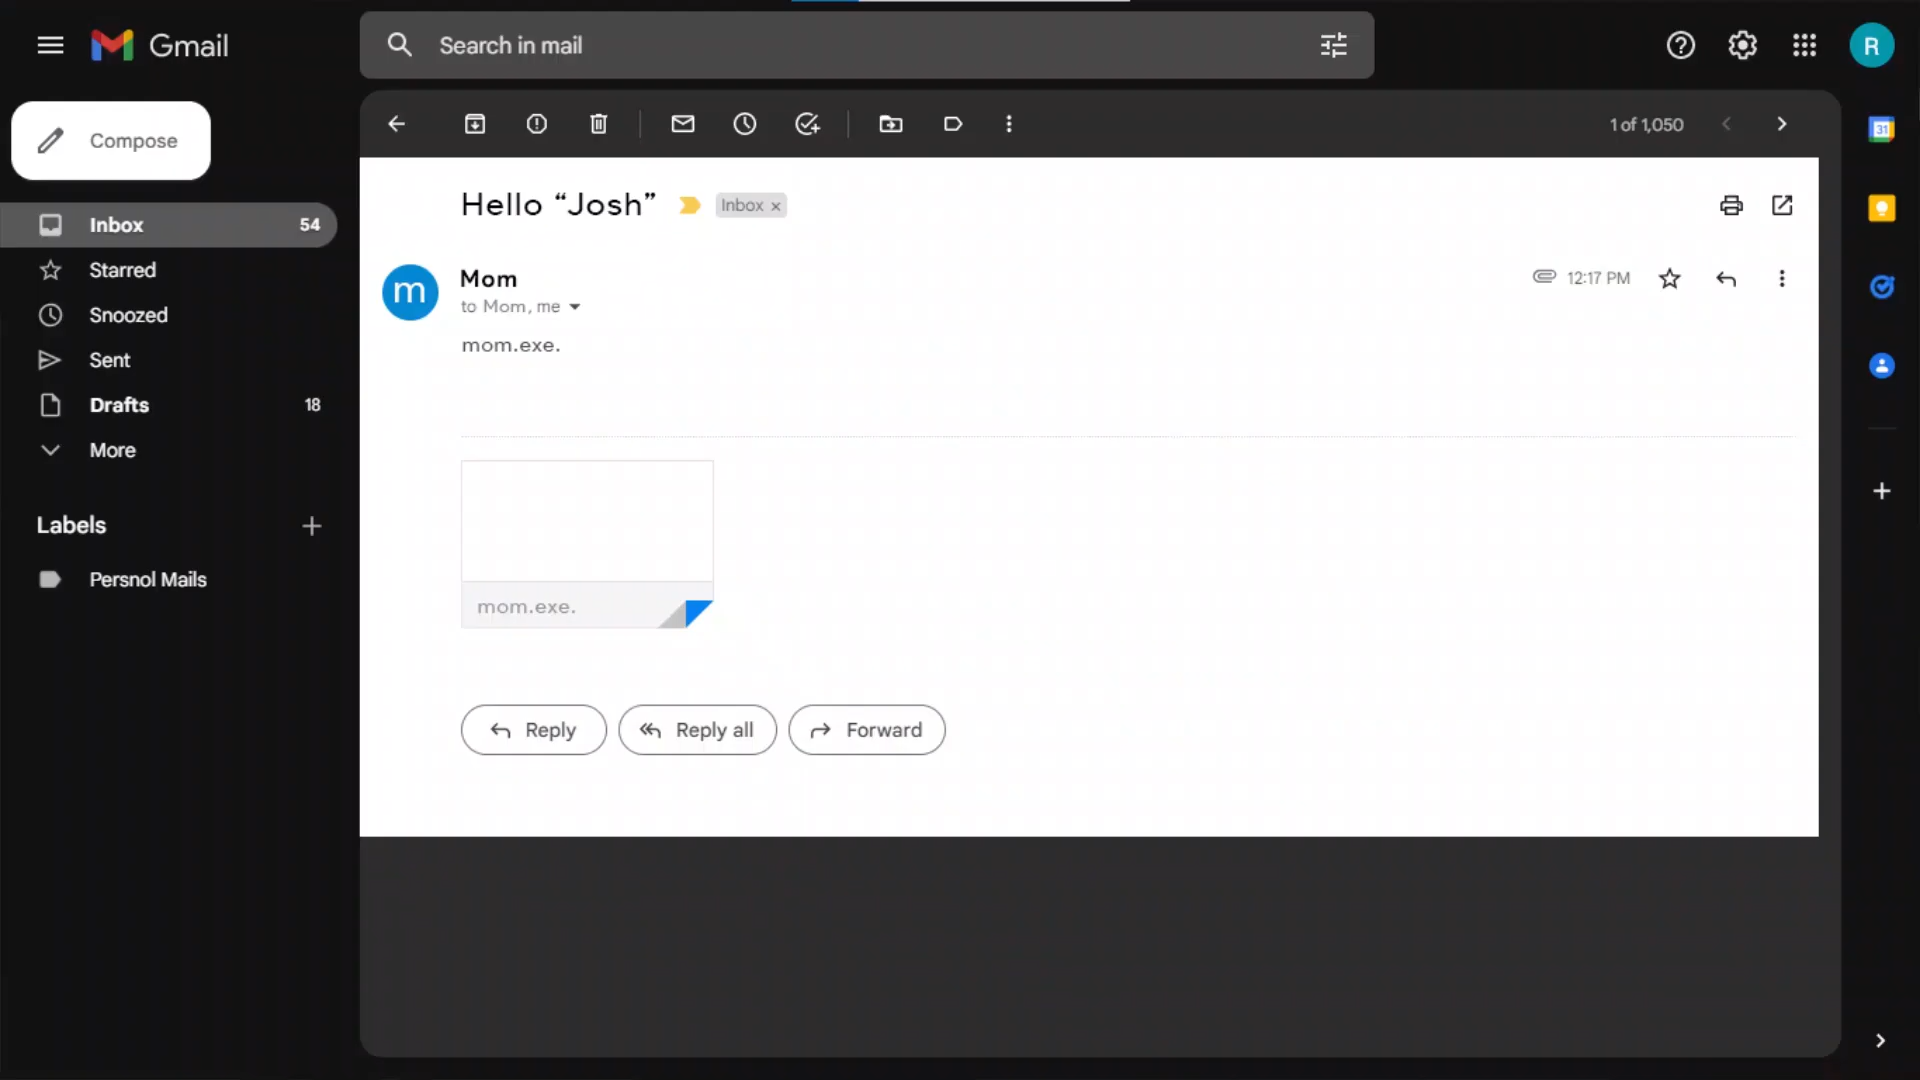 Gmail
Search in mail
R
Compose
1 of 1,050
31
Inbox 54
Starred
Snoozed
Sent
Drafts 18
More
Labels
Persnol Mails
Hello “Josh” Inbox ×
m
Mom
12:17 PM
to Mom, me
mom.exe.
mom.exe.
Reply
Reply all
Forward